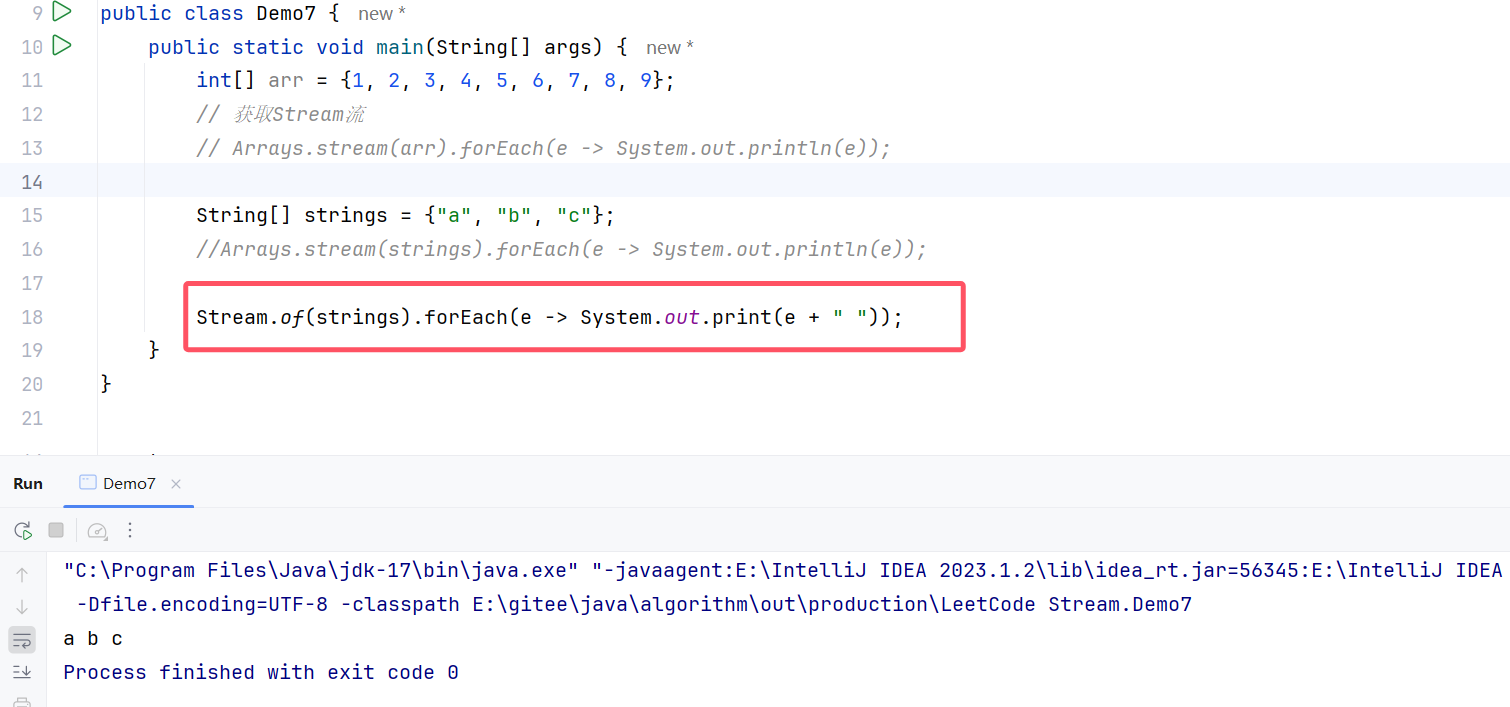 9 public class Demo7 { new *
10 public static void main(String[] args) { new *
11 int[] arr = {1, 2, 3, 4, 5, 6, 7, 8, 9};
12 // 获取Stream流
13 // Arrays.stream(arr).forEach(e -> System.out.println(e));
14
15 String[] strings = {"a", "b", "c"};
16 //Arrays.stream(strings).forEach(e -> System.out.println(e));
17
18 Stream.of(strings).forEach(e -> System.out.print(e + " "));
19 }
20 }
21
Run Demo7
"C:\Program Files\Java\jdk-17\bin\java.exe" "-javaagent:E:\IntelliJ IDEA 2023.1.2\lib\idea_rt.jar=56345:E:\IntelliJ IDEA
-Dfile.encoding=UTF-8 -classpath E:\gitee\java\algorithm\out\production\LeetCode Stream.Demo7
a b c
Process finished with exit code 0